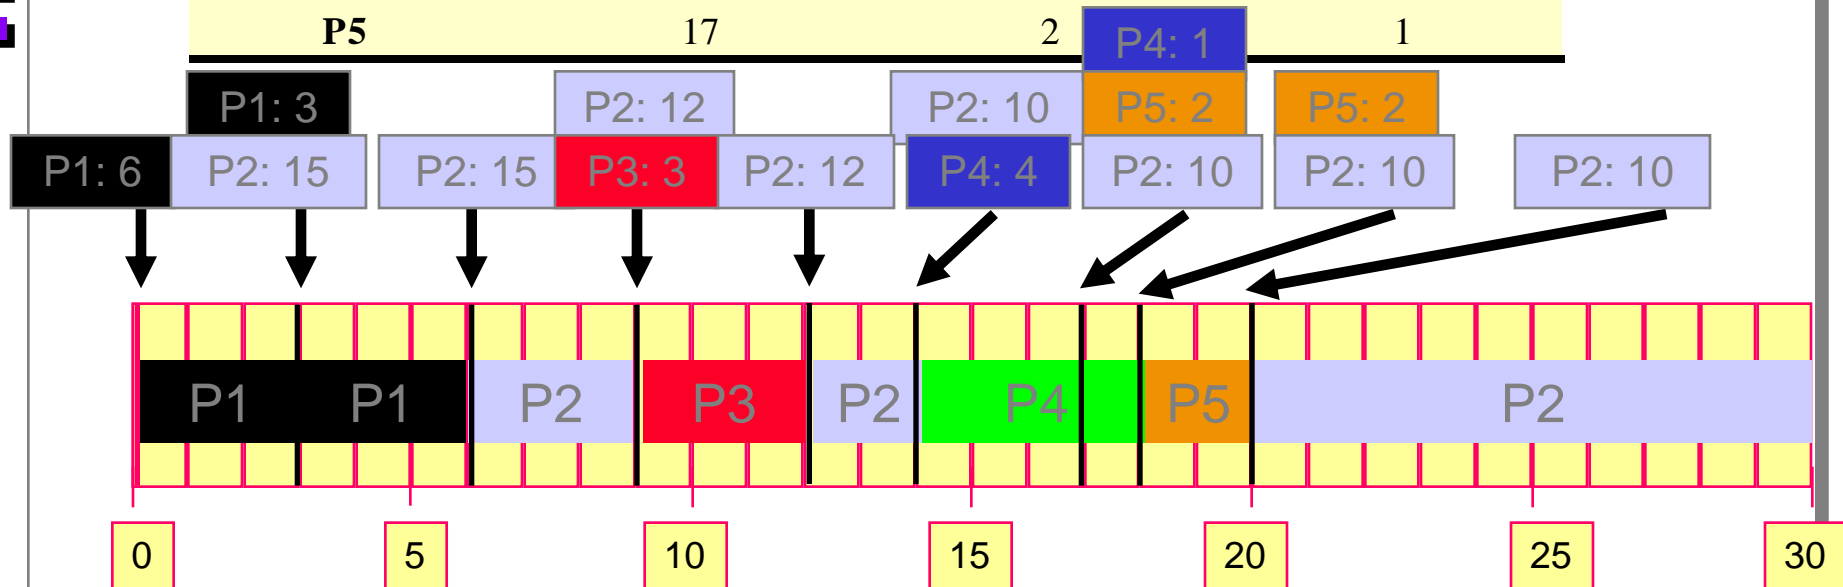 P5 17 2 1
P4: 1
P1: 3 P2: 12 P2: 10 P5: 2 P5: 2
P1: 6 P2: 15 P2: 15 P3: 3 P2: 12 P4: 4 P2: 10 P2: 10 P2: 10
P1 P1 P2 P3 P2 P4 P5 P2
0 5 10 15 20 25 30